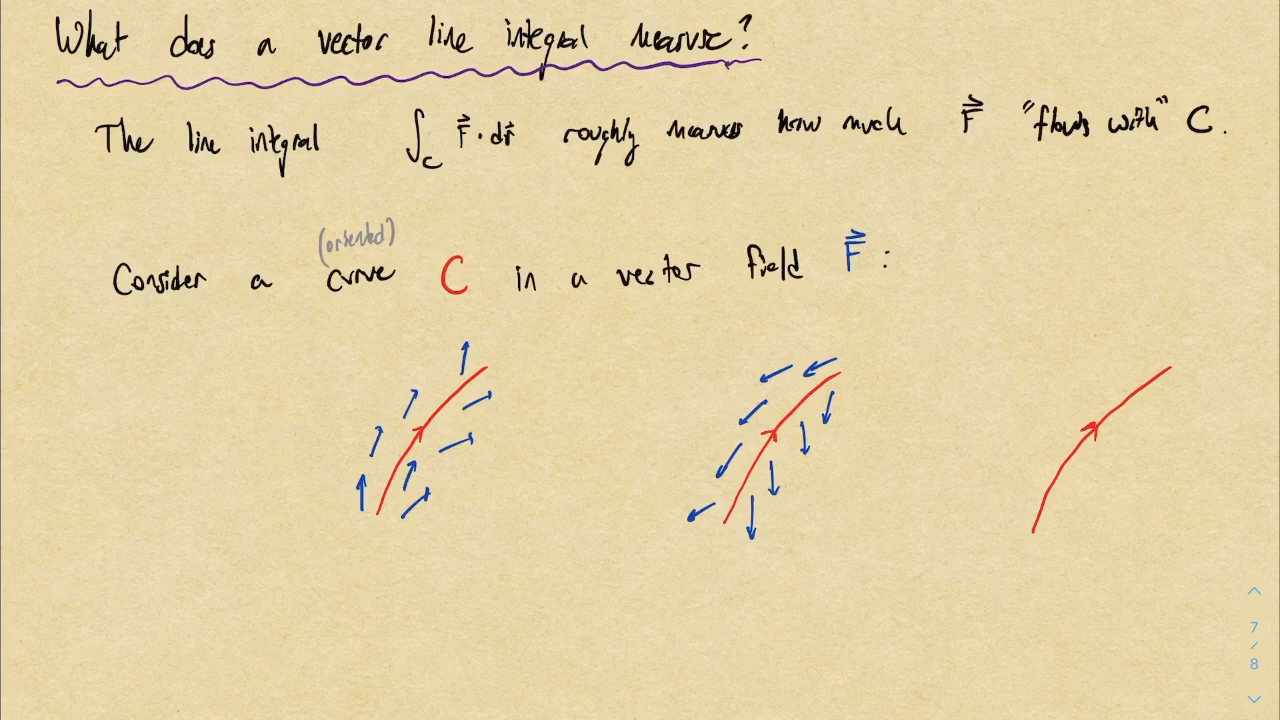 What does a vector line integral measure?
The line integral ∫_C F⃗ · dr⃗ roughly measures how much F⃗ "flows with" C.
(oriented)
Consider a curve C in a vector field F⃗ :
7
/
8